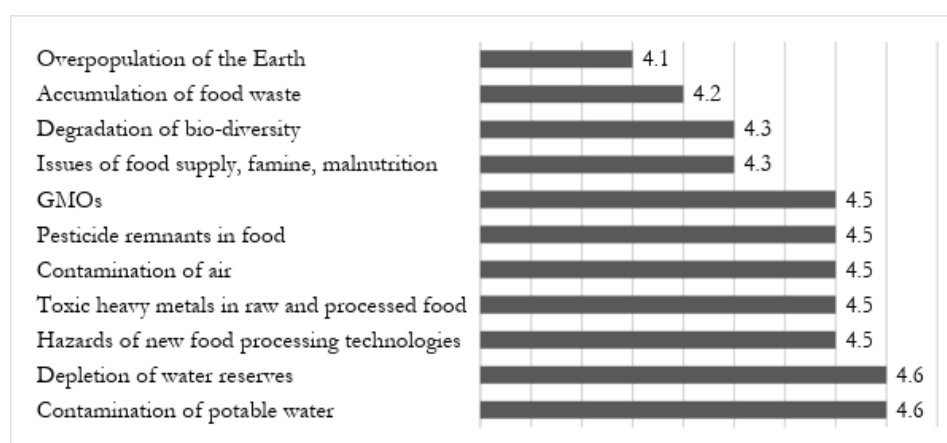 Overpopulation of the Earth 4.1
Accumulation of food waste 4.2
Degradation of bio-diversity 4.3
Issues of food supply, famine, malnutrition 4.3
GMOs 4.5
Pesticide remnants in food 4.5
Contamination of air 4.5
Toxic heavy metals in raw and processed food 4.5
Hazards of new food processing technologies 4.5
Depletion of water reserves 4.6
Contamination of potable water 4.6